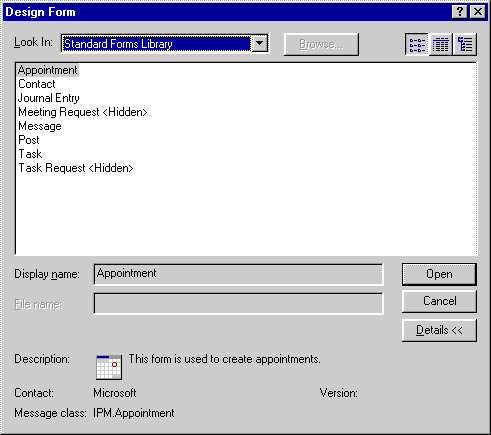 Design Form
Look In: Standard Forms Library Browse...
Appointment
Contact
Journal Entry
Meeting Request <Hidden>
Message
Post
Task
Task Request <Hidden>
Display name: Appointment Open
File name: Cancel
Details <<
Description: This form is used to create appointments.
Contact: Microsoft Version:
Message class: IPM.Appointment